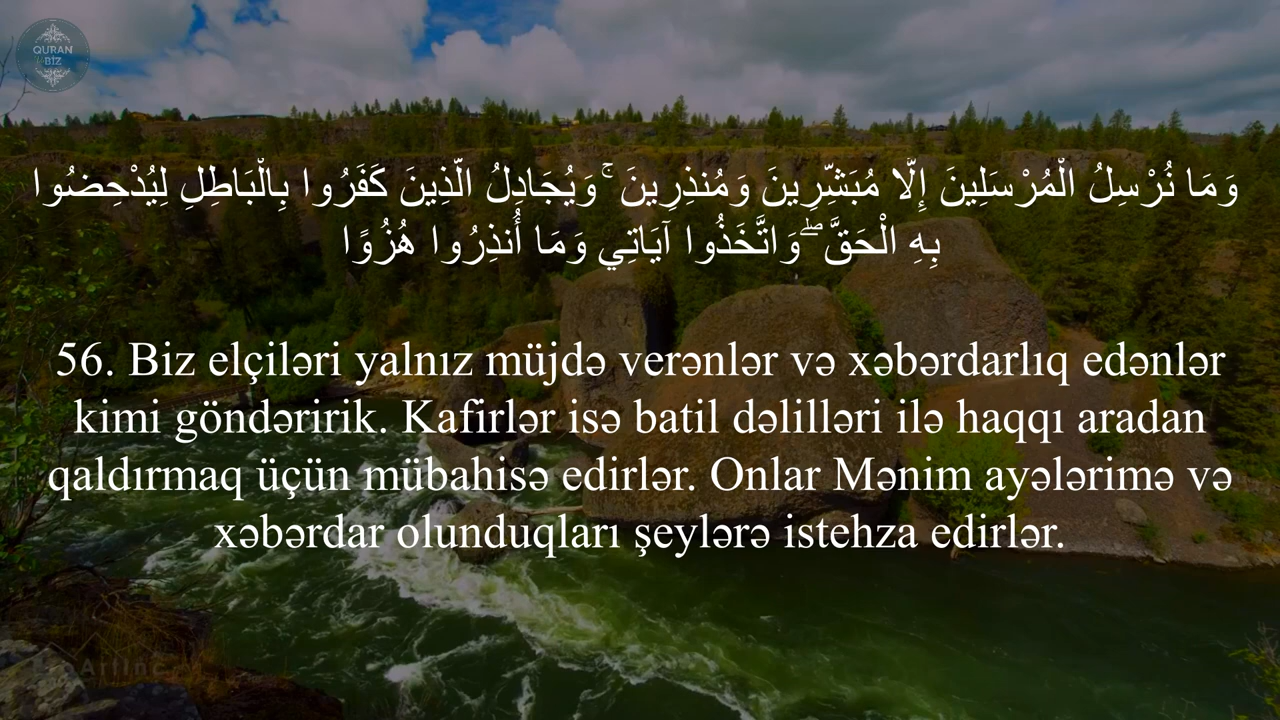 QURAN
BİZ
وَمَا نُرْسِلُ الْمُرْسَلِينَ إِلَّا مُبَشِّرِينَ وَمُنذِرِينَ ۚ وَيُجَادِلُ الَّذِينَ كَفَرُوا بِالْبَاطِلِ لِيُدْحِضُوا
بِهِ الْحَقَّ ۖ وَاتَّخَذُوا آيَاتِي وَمَا أُنذِرُوا هُزُوًا
56. Biz elçiləri yalnız müjdə verənlər və xəbərdarlıq edənlər
kimi göndəririk. Kafirlər isə batil dəlilləri ilə haqqı aradan
qaldırmaq üçün mübahisə edirlər. Onlar Mənim ayələrimə və
xəbərdar olunduqları şeylərə istehza edirlər.